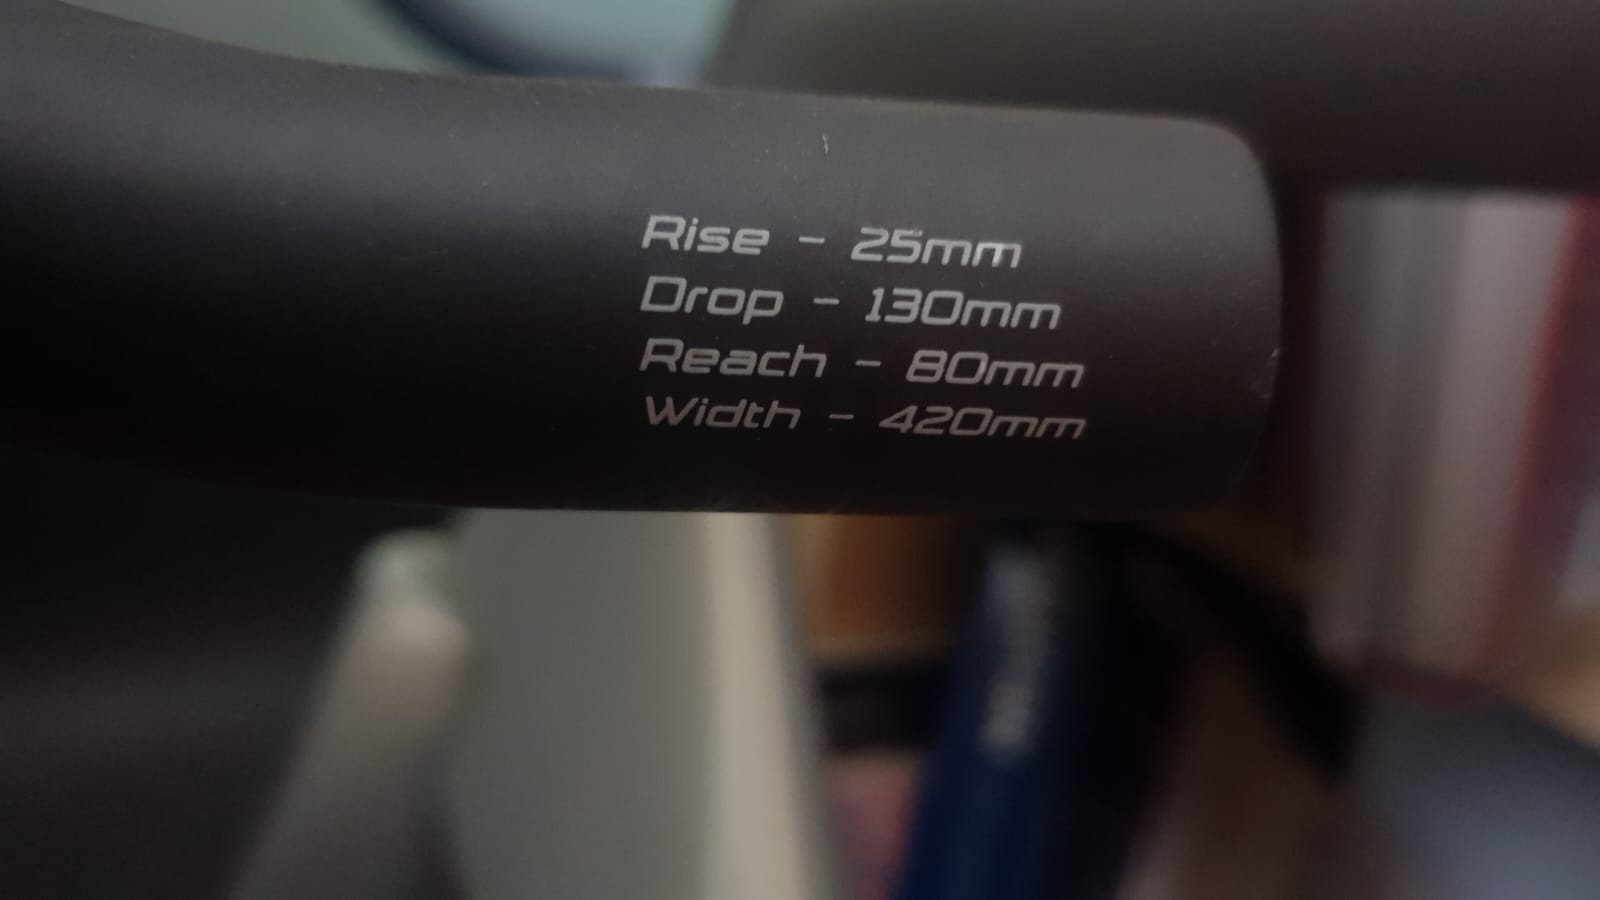 Rise - 25mm
Drop - 130mm
Reach - 80mm
Width - 420mm